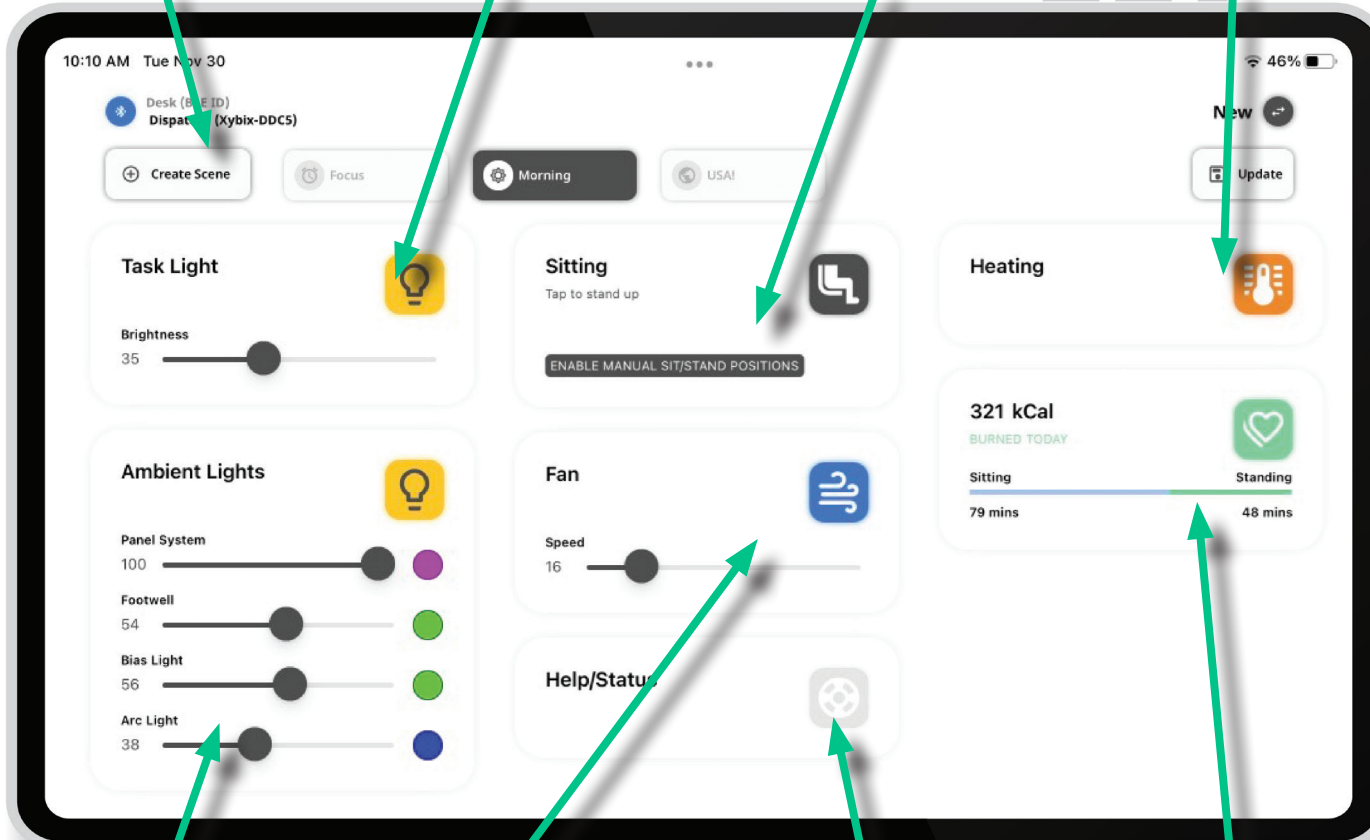 10:10 AM Tue Nov 30
46%
Desk (BLE ID)
(Xybix-DDC5)
New
Create Scene
Focus
Morning
USA!
Update
Task Light
Brightness
35
Sitting
Tap to stand up
ENABLE MANUAL SIT/STAND POSITIONS
Heating
321 kCal
BURNED TODAY
Sitting Standing
79 mins 48 mins
Ambient Lights
Panel System
100
Footwell
54
Bias Light
56
Arc Light
38
Fan
Speed
16
Help/Status